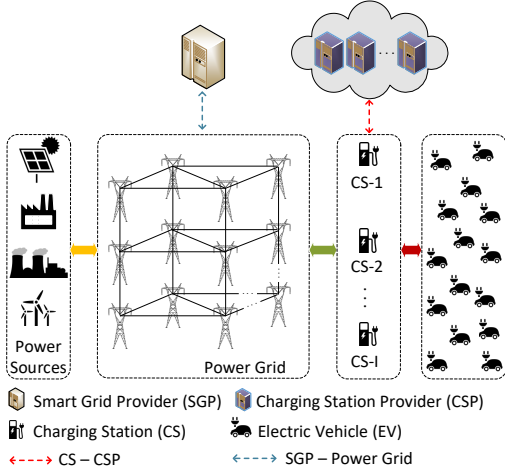 CS-1
CS-2
CS-I
Power
Sources
Power Grid
Smart Grid Provider (SGP)
Charging Station Provider (CSP)
Charging Station (CS)
Electric Vehicle (EV)
CS – CSP
SGP – Power Grid